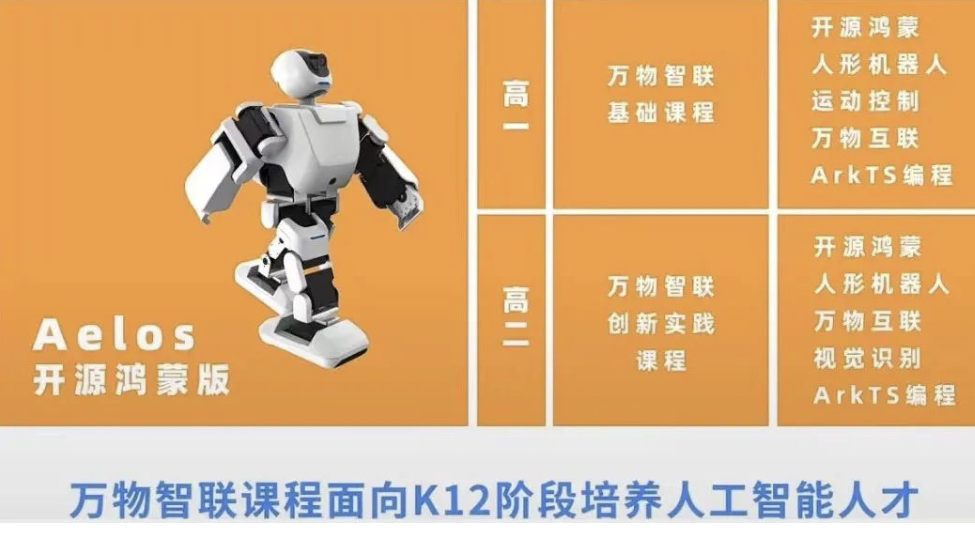 Aelos
开源鸿蒙版
高一
万物智联
基础课程
开源鸿蒙
人形机器人
运动控制
万物互联
ArkTS编程
高二
万物智联
创新实践
课程
开源鸿蒙
人形机器人
万物互联
视觉识别
ArkTS编程
万物智联课程面向K12阶段培养人工智能人才